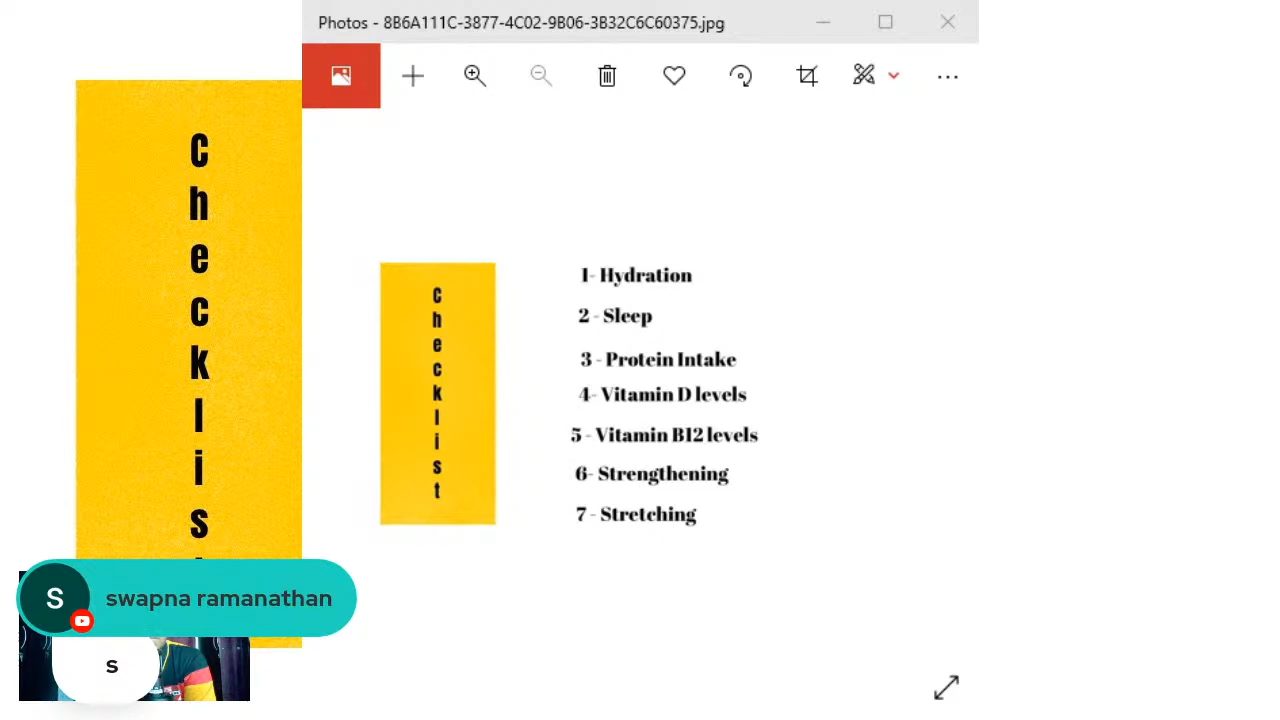 Photos - 8B6A111C-3877-4C02-9B06-3B32C6C60375.jpg
C
h
e
c
k
l
i
s
C
h
e
c
k
l
i
s
t
1- Hydration
2 - Sleep
3 - Protein Intake
4- Vitamin D levels
5 - Vitamin B12 levels
6- Strengthening
7 - Stretching
S
swapna ramanathan
s